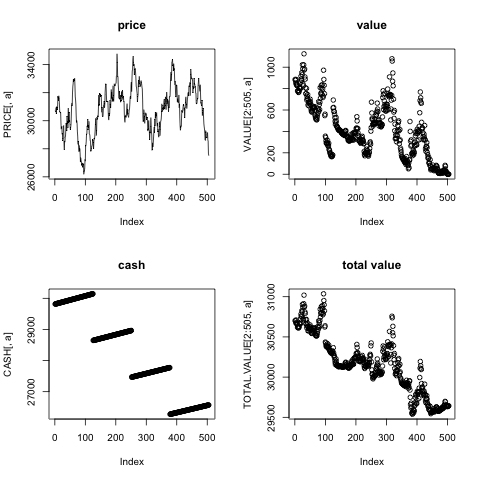 price
PRICE[, a]
26000 30000 34000
0 100 200 300 400 500
Index
value
VALUE[2:505, a]
0 200 600 1000
0 100 200 300 400 500
Index
cash
CASH[, a]
27000 29000
0 100 200 300 400 500
Index
total value
TOTAL.VALUE[2:505, a]
29500 30000 30500 31000
0 100 200 300 400 500
Index